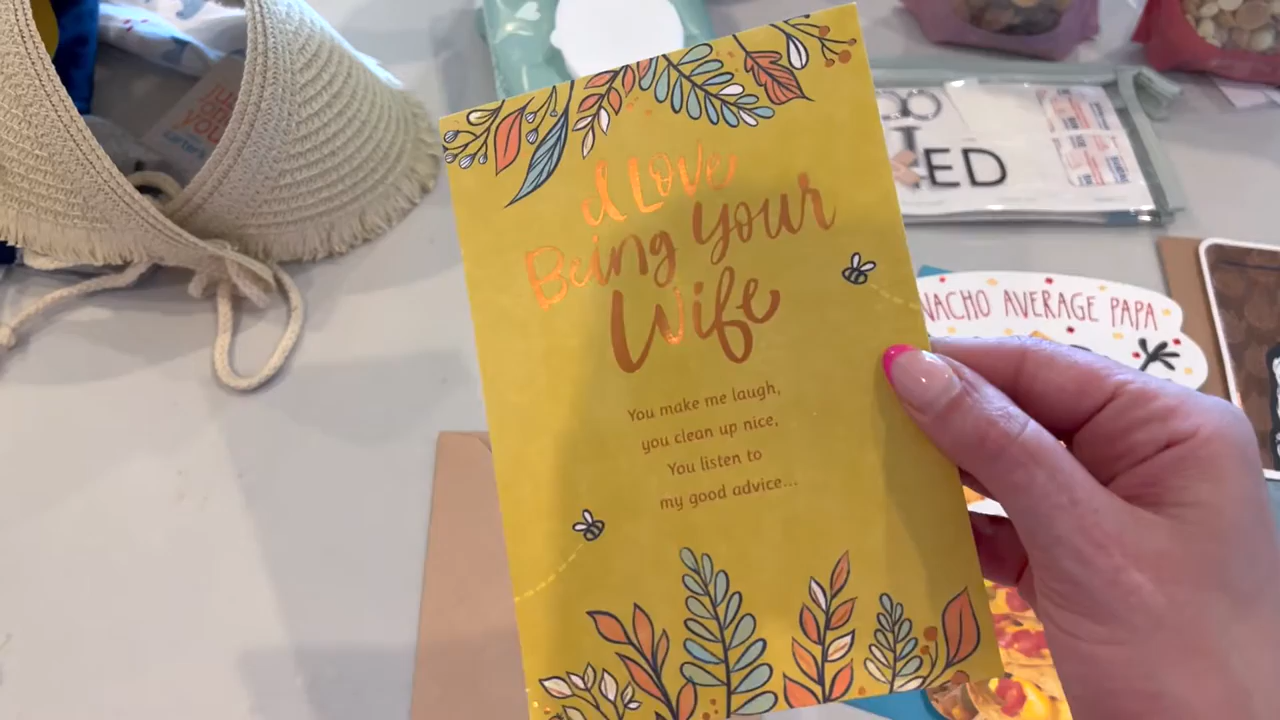 I Love
Being Your
Wife
You make me laugh,
you clean up nice,
You listen to
my good advice...
NACHO AVERAGE PAPA
ED
carter's